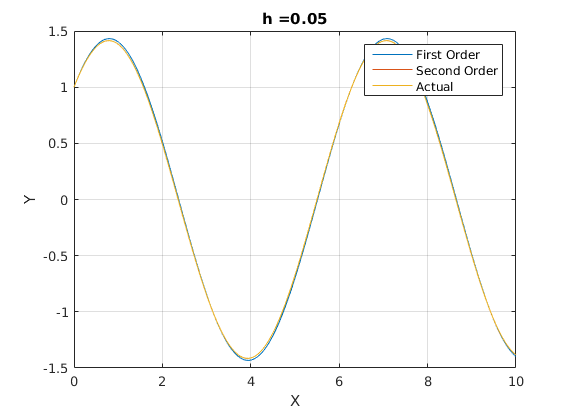 h =0.05
First Order
Second Order
Actual
1.5
1
0.5
0
-0.5
-1
-1.5
Y
0 2 4 6 8 10
X